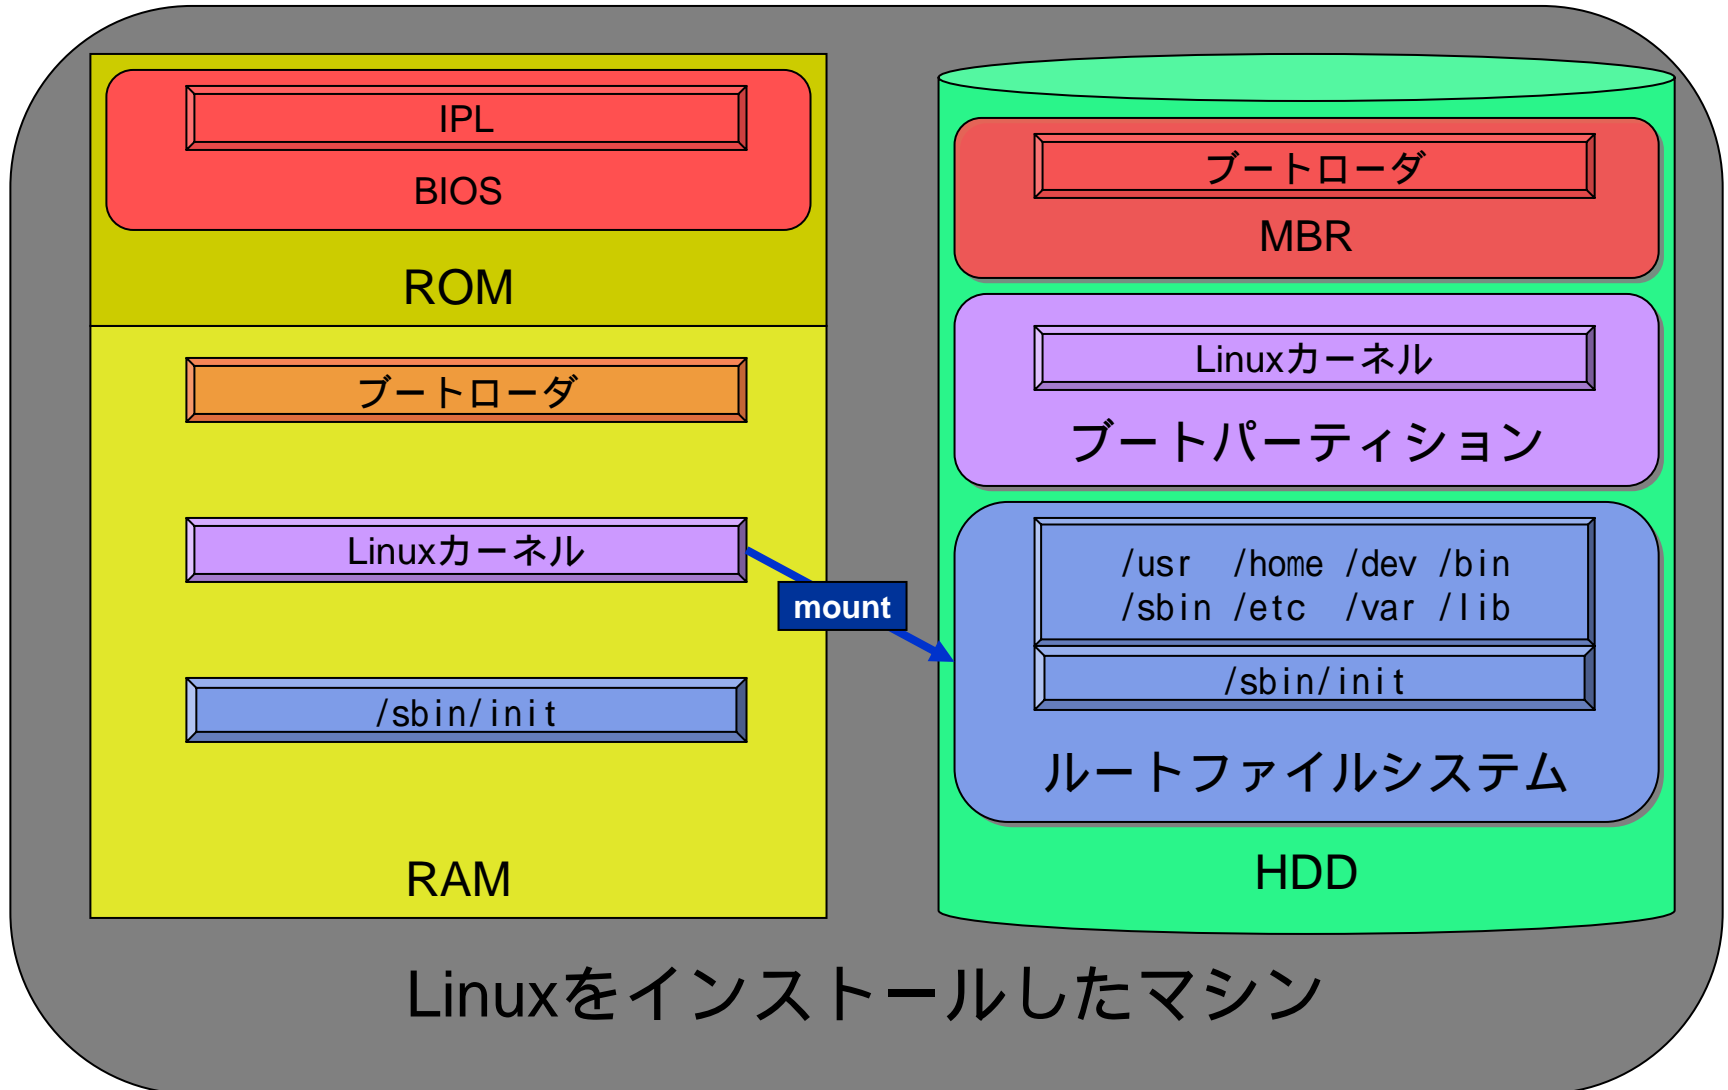 IPL
BIOS
ROM
ブートローダ
Linuxカーネル
/sbin/init
RAM
mount
ブートローダ
MBR
Linuxカーネル
ブートパーティション
/usr /home /dev /bin
/sbin /etc /var /lib
/sbin/init
ルートファイルシステム
HDD
Linuxをインストールしたマシン